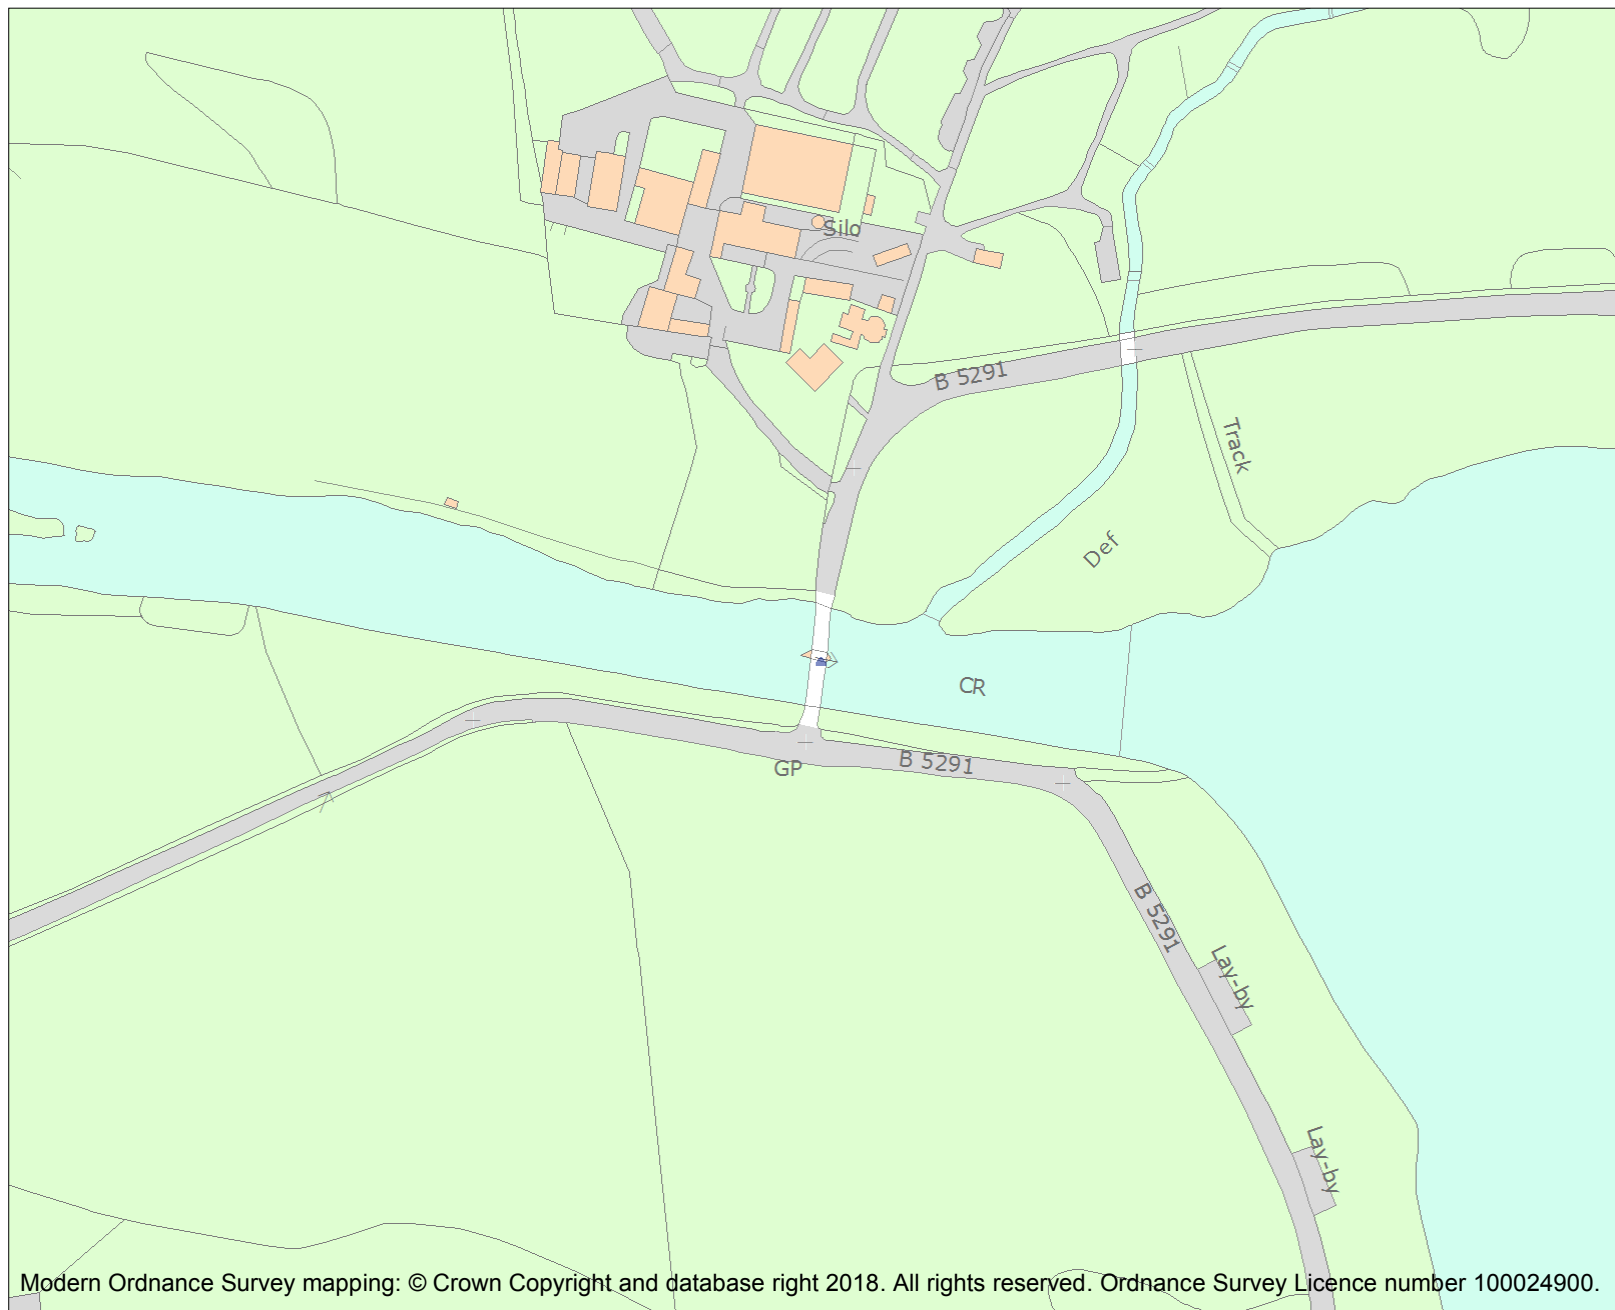 Silo
B 5291
Track
Def
CR
GP
B 5291
B 5291
Lay-by
Lay-by
Modern Ordnance Survey mapping: © Crown Copyright and database right 2018. All rights reserved. Ordnance Survey Licence number 100024900.